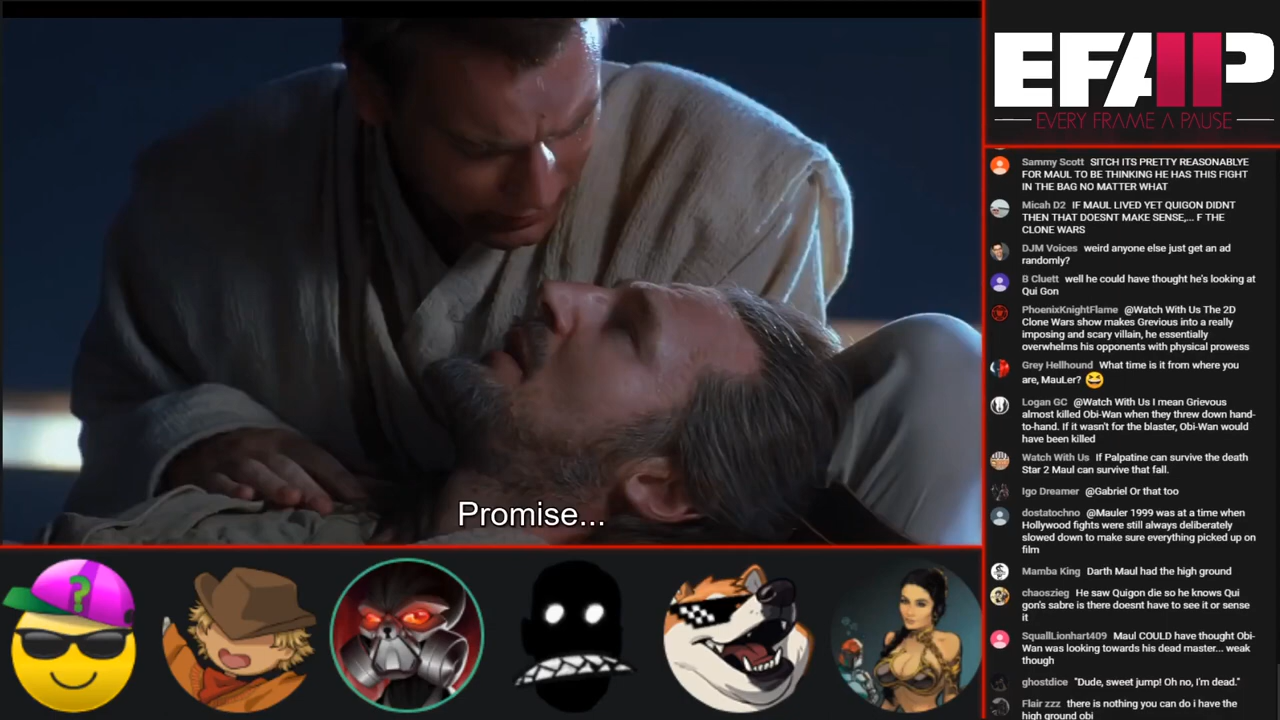 Promise...
?
EFAP
EVERY FRAME A PAUSE
Sammy Scott SITCH ITS PRETTY REASONABLYE
FOR MAUL TO BE THINKING HE HAS THIS FIGHT
IN THE BAG NO MATTER WHAT
Micah D2 IF MAUL LIVED YET QUIGON DIDNT
THEN THAT DOESNT MAKE SENSE,... F THE
CLONE WARS
DJM Voices weird anyone else just get an ad
randomly?
B Cluett well he could have thought he's looking at
Qui Gon
PhoenixKnightFlame @Watch With Us The 2D
Clone Wars show makes Grevious into a really
imposing and scary villain, he essentially
overwhelms his opponents with physical prowess
Grey Hellhound What time is it from where you
are, MauLer? 😆
Logan GC @Watch With Us I mean Grievous
almost killed Obi-Wan when they threw down hand-
to-hand. If it wasn't for the blaster, Obi-Wan would
have been killed
Watch With Us If Palpatine can survive the death
Star 2 Maul can survive that fall.
Igo Dreamer @Gabriel Or that too
dostatochno @Mauler 1999 was at a time when
Hollywood fights were still always deliberately
slowed down to make sure everything picked up on
film
Mamba King Darth Maul had the high ground
chaoszieg He saw Quigon die so he knows Qui
gon's sabre is there doesnt have to see it or sense
it
SquallLionhart409 Maul COULD have thought Obi-
Wan was looking towards his dead master... weak
though
ghostdice "Dude, sweet jump! Oh no, I'm dead."
Flair zzz there is nothing you can do i have the
high ground obi